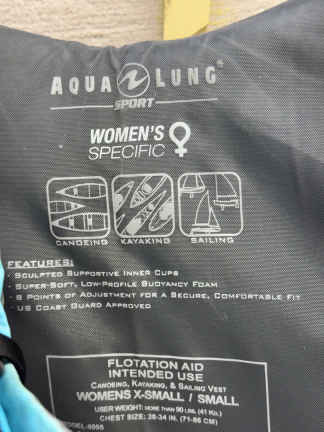 AQUA LUNG®
SPORT
WOMEN'S
SPECIFIC
CANOEING KAYAKING SAILING
FEATURES:
· SCULPTED SUPPORTIVE INNER CUPS
· SUPER-SOFT, LOW-PROFILE BUOYANCY FOAM
· 8 POINTS OF ADJUSTMENT FOR A SECURE, COMFORTABLE FIT
· US COAST GUARD APPROVED
FLOTATION AID
INTENDED USE
CANOEING, KAYAKING, & SAILING VEST
WOMENS X-SMALL / SMALL
USER WEIGHT: MORE THAN 90 LBS. (41 KG.)
CHEST SIZE: 28-34 IN. (71-86 CM)